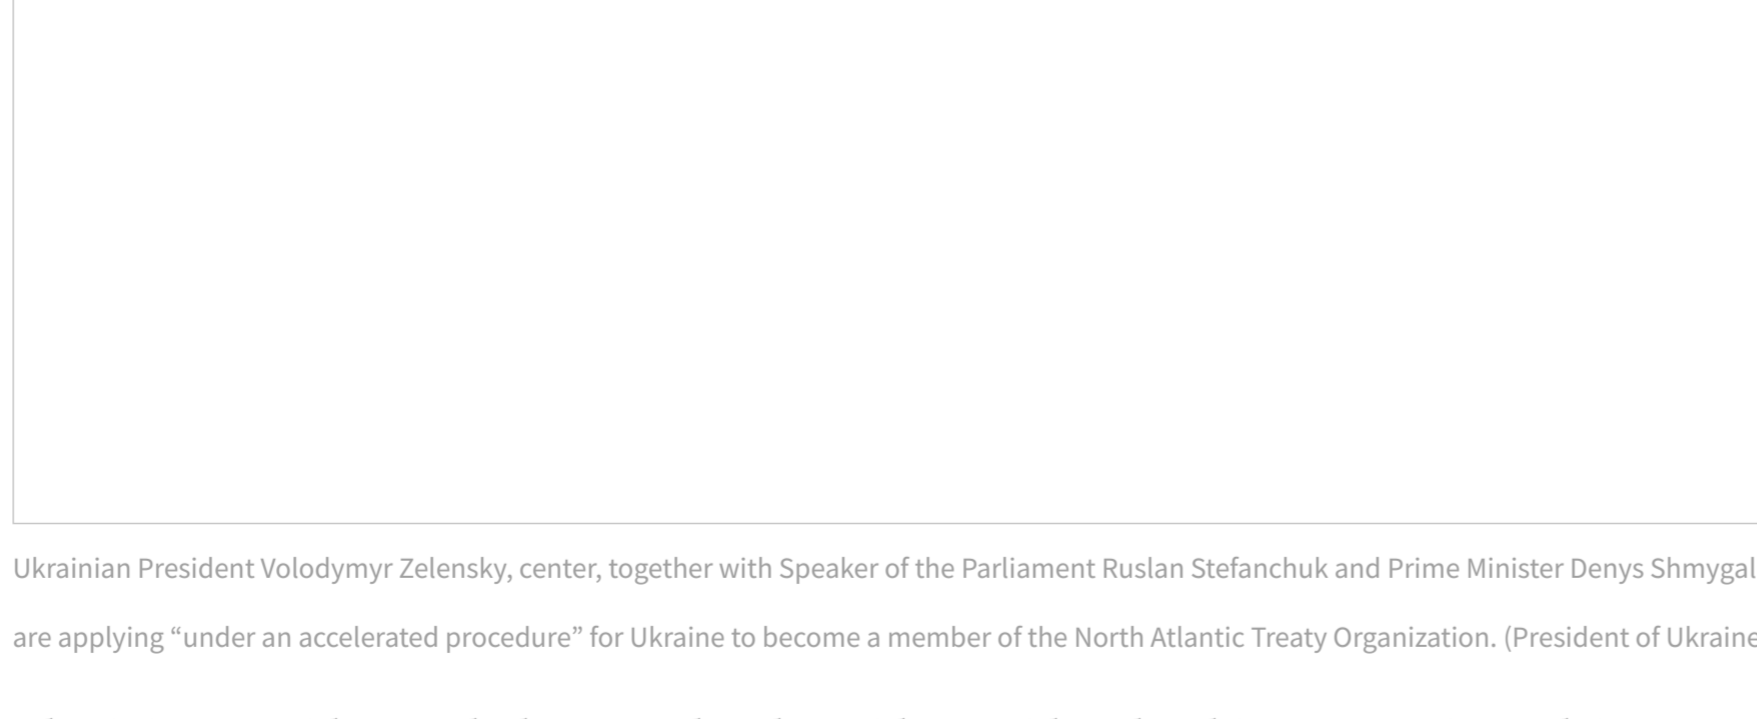 Ukrainian President Volodymyr Zelensky, center, together with Speaker of the Parliament Ruslan Stefanchuk and Prime Minister Denys Shmygal
are applying “under an accelerated procedure” for Ukraine to become a member of the North Atlantic Treaty Organization. (President of Ukraine